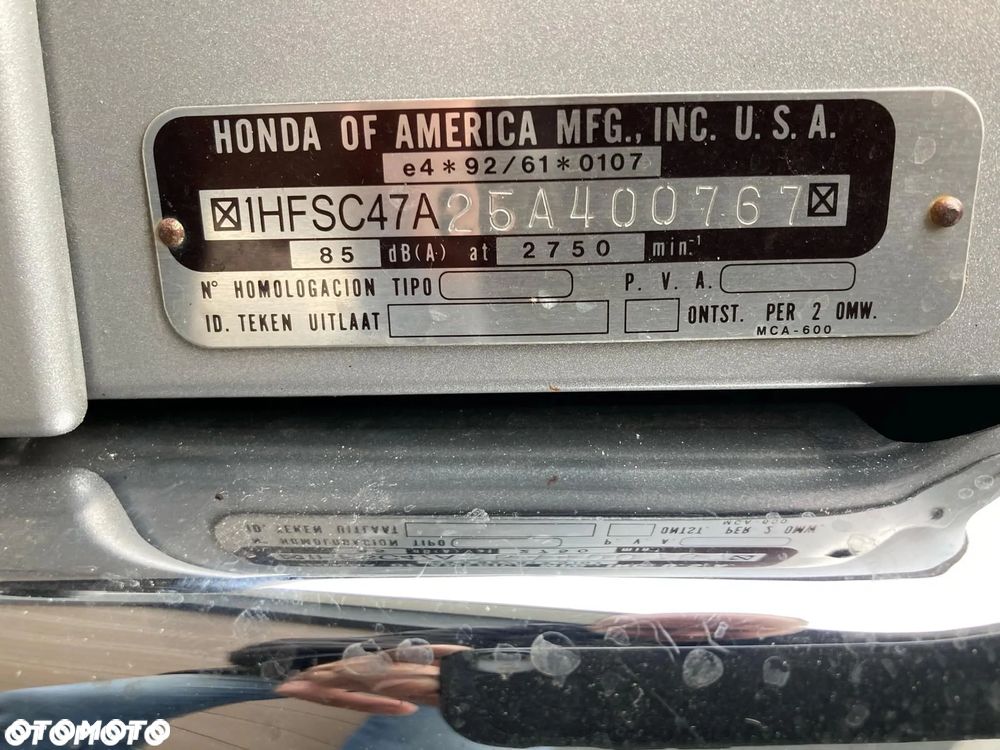 HONDA OF AMERICA MFG., INC. U. S. A.
e4*92/61*0107
1HFSC47A25A400767
85 dB(A) at 2750 min.⁻¹
N° HOMOLOGACION TIPO P. V. A.
ID. TEKEN UITLAAT ONTST. PER 2 OMW.
MCA-600
OTOMOTO